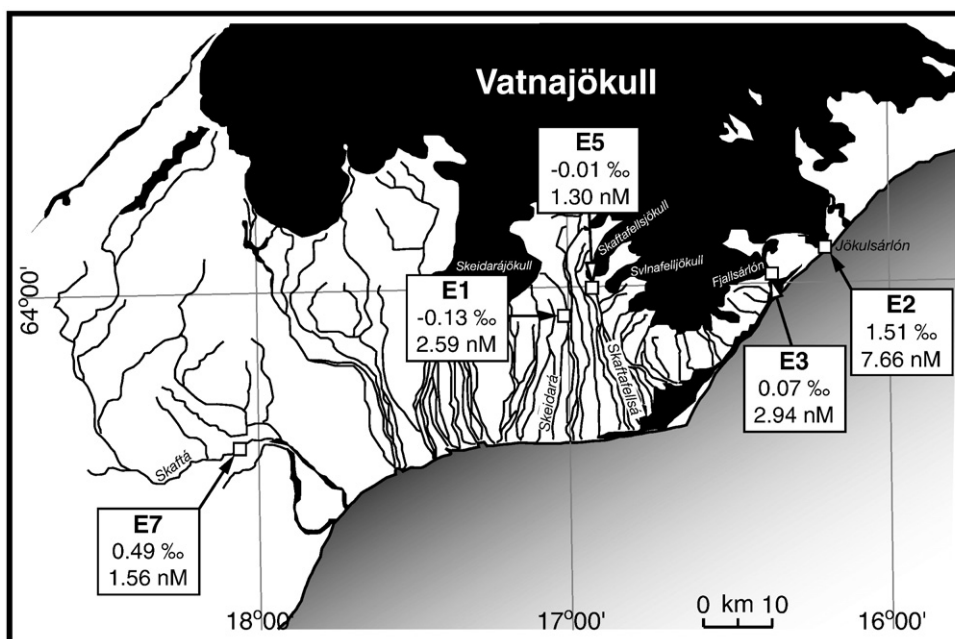 Vatnajökull
E5
-0.01 ‰
1.30 nM
Skaftafellsjökull
Skeidarájökull
Svlnafelljökull
Fjallsárlón
Jökulsárlón
64°00'
E1
-0.13 ‰
2.59 nM
E2
1.51 ‰
7.66 nM
E3
0.07 ‰
2.94 nM
Skeidará
Skaftafellsá
Skaftá
E7
0.49 ‰
1.56 nM
18°00'
17°00'
0 km 10
16°00'